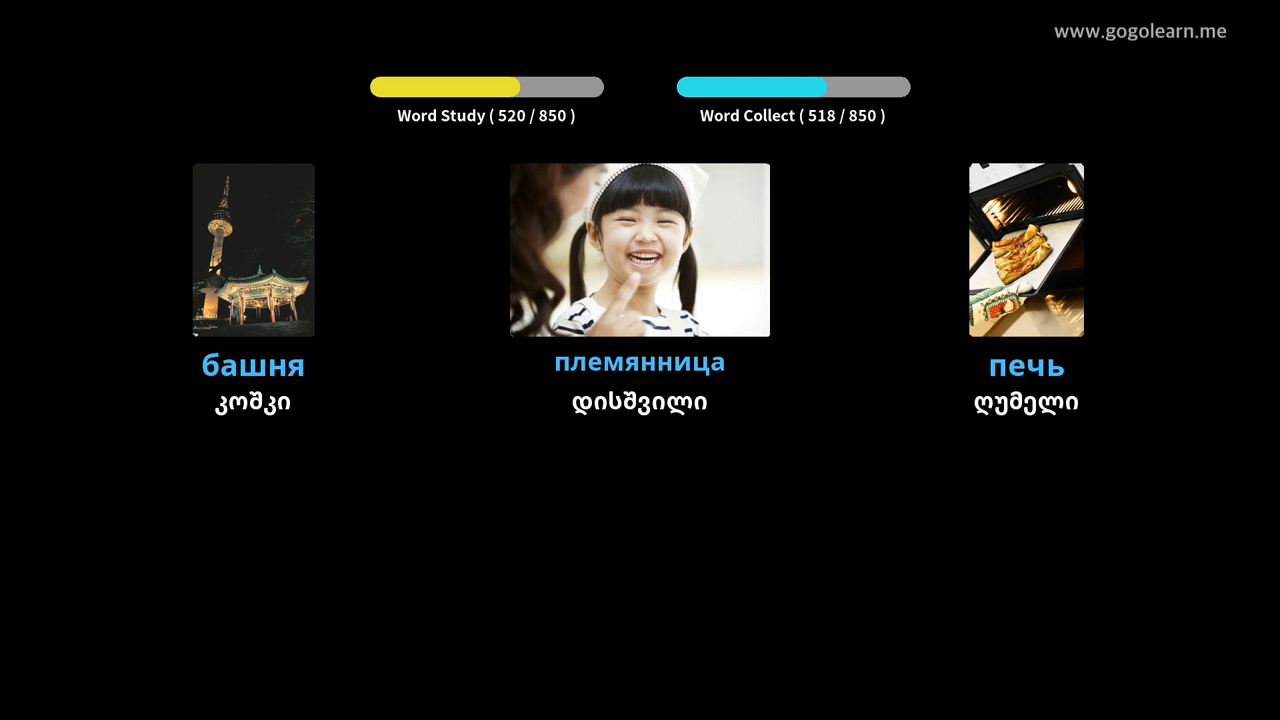 www.gogolearn.me
Word Study ( 520 / 850 )
Word Collect ( 518 / 850 )
башня
კოშკი
племянница
დისშვილი
печь
ღუმელი